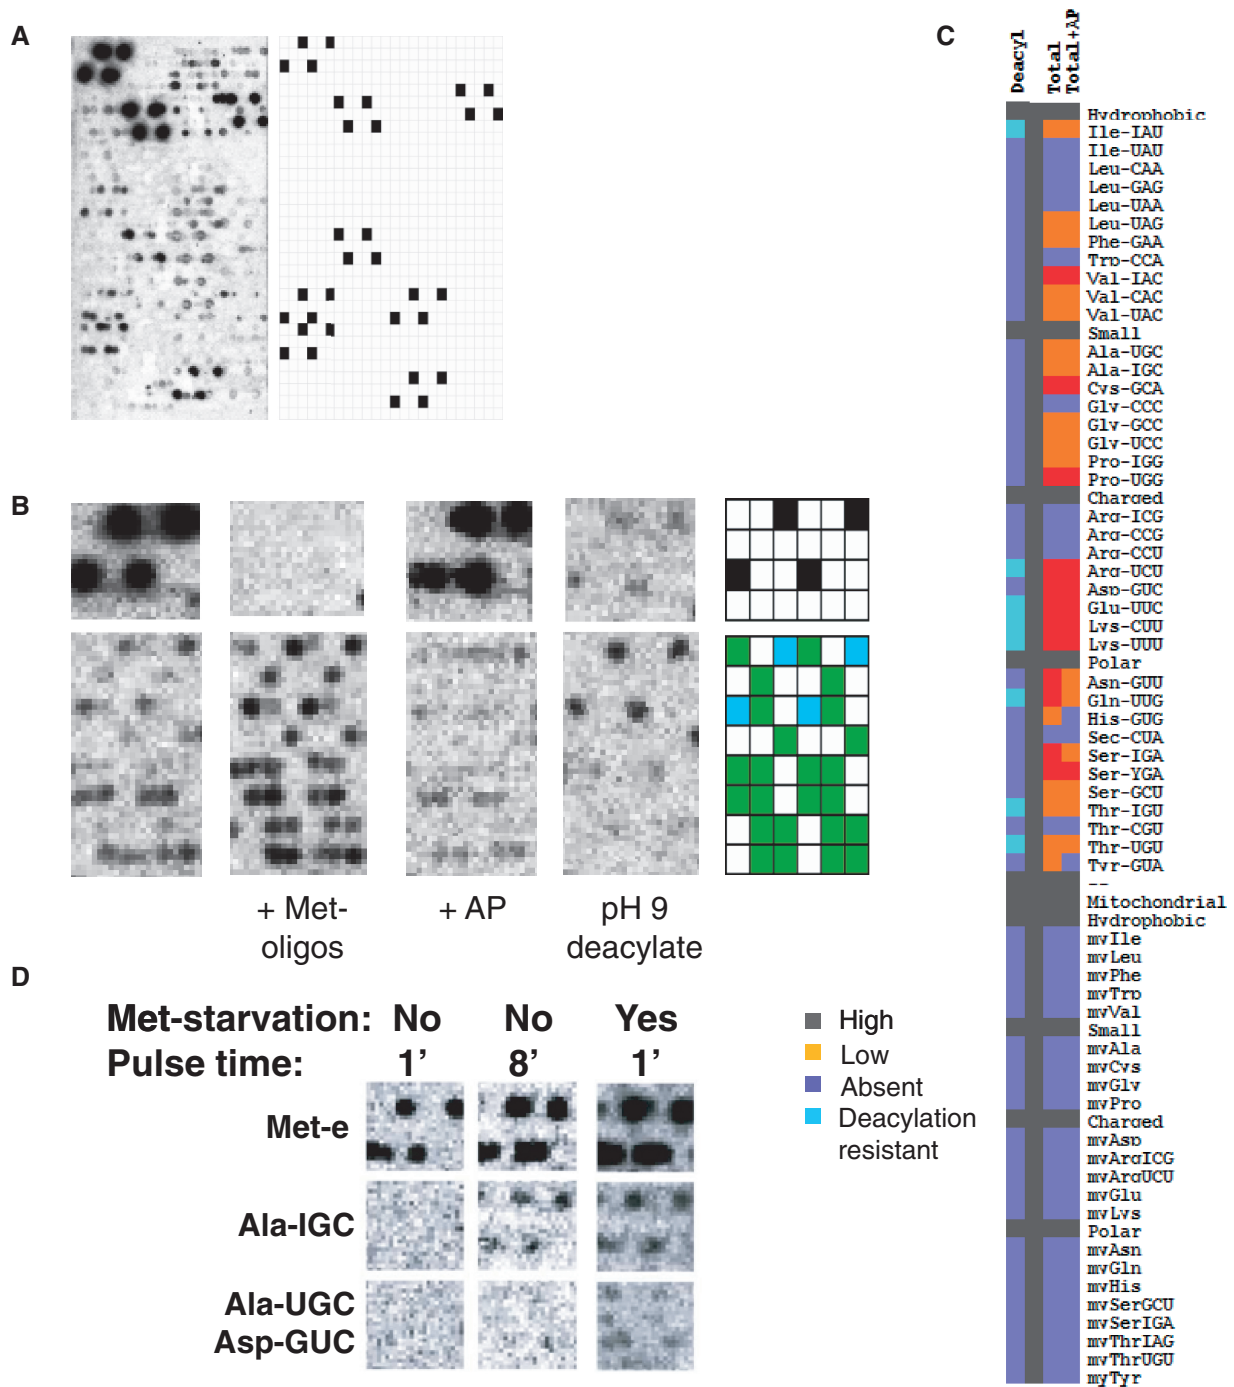 A
B
C
D
Deacyl
Total
Total+AP
Hydrophobic
Ile-IAU
Ile-UAU
Leu-CAA
Leu-GAG
Leu-UAA
Leu-UAG
Phe-GAA
Trp-CCA
Val-IAC
Val-CAC
Val-UAC
Small
Ala-UGC
Ala-IGC
Cys-GCA
Gly-CCC
Gly-GCC
Gly-UCC
Pro-IGG
Pro-UGG
Charged
Arg-ICG
Arg-CCG
Arg-CCU
Arg-UCU
Asp-GUC
Glu-UUC
Lys-CUU
Lys-UUU
Polar
Asn-GUU
Gln-UUG
His-GUG
Sec-CUA
Ser-IGA
Ser-YGA
Ser-GCU
Thr-IGU
Thr-CGU
Thr-UGU
Tyr-GUA
--
Mitochondrial
Hydrophobic
myIle
myLeu
myPhe
myTrp
myVal
Small
myAla
myCys
myGly
myPro
Charged
myAsp
myArgICG
myArgUCU
myGlu
myLys
Polar
myAsn
myGln
myHis
mySerGCU
mySerIGA
myThrIAG
myThrUGU
myTyr
+ Met-
oligos
+ AP
pH 9
deacylate
Met-starvation: No No Yes
Pulse time: 1' 8' 1'
Met-e
Ala-IGC
Ala-UGC
Asp-GUC
High
Low
Absent
Deacylation
resistant